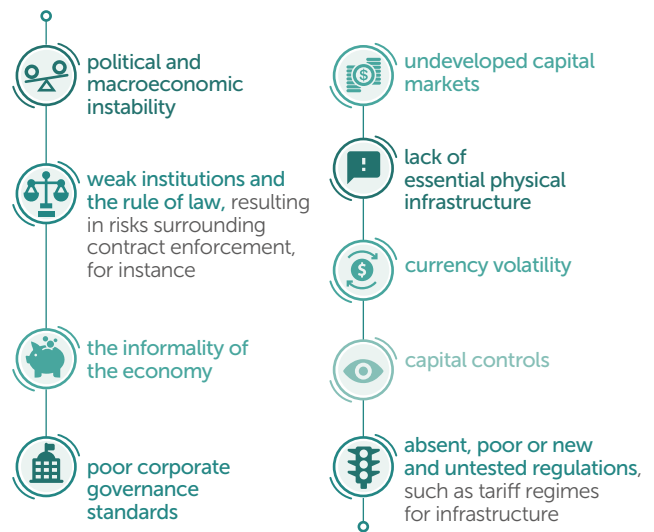 political and
macroeconomic
instability
weak institutions and
the rule of law, resulting
in risks surrounding
contract enforcement,
for instance
the informality of
the economy
poor corporate
governance
standards
undeveloped capital
markets
lack of
essential physical
infrastructure
currency volatility
capital controls
absent, poor or new
and untested regulations,
such as tariff regimes
for infrastructure